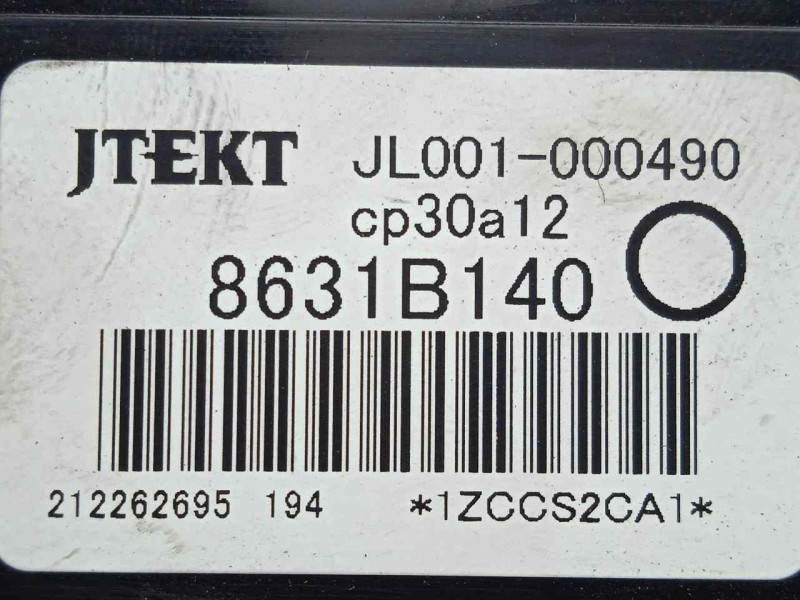 JTEKT JL001-000490
cp30a12
8631B140
212262695 194 *1ZCCS2CA1*